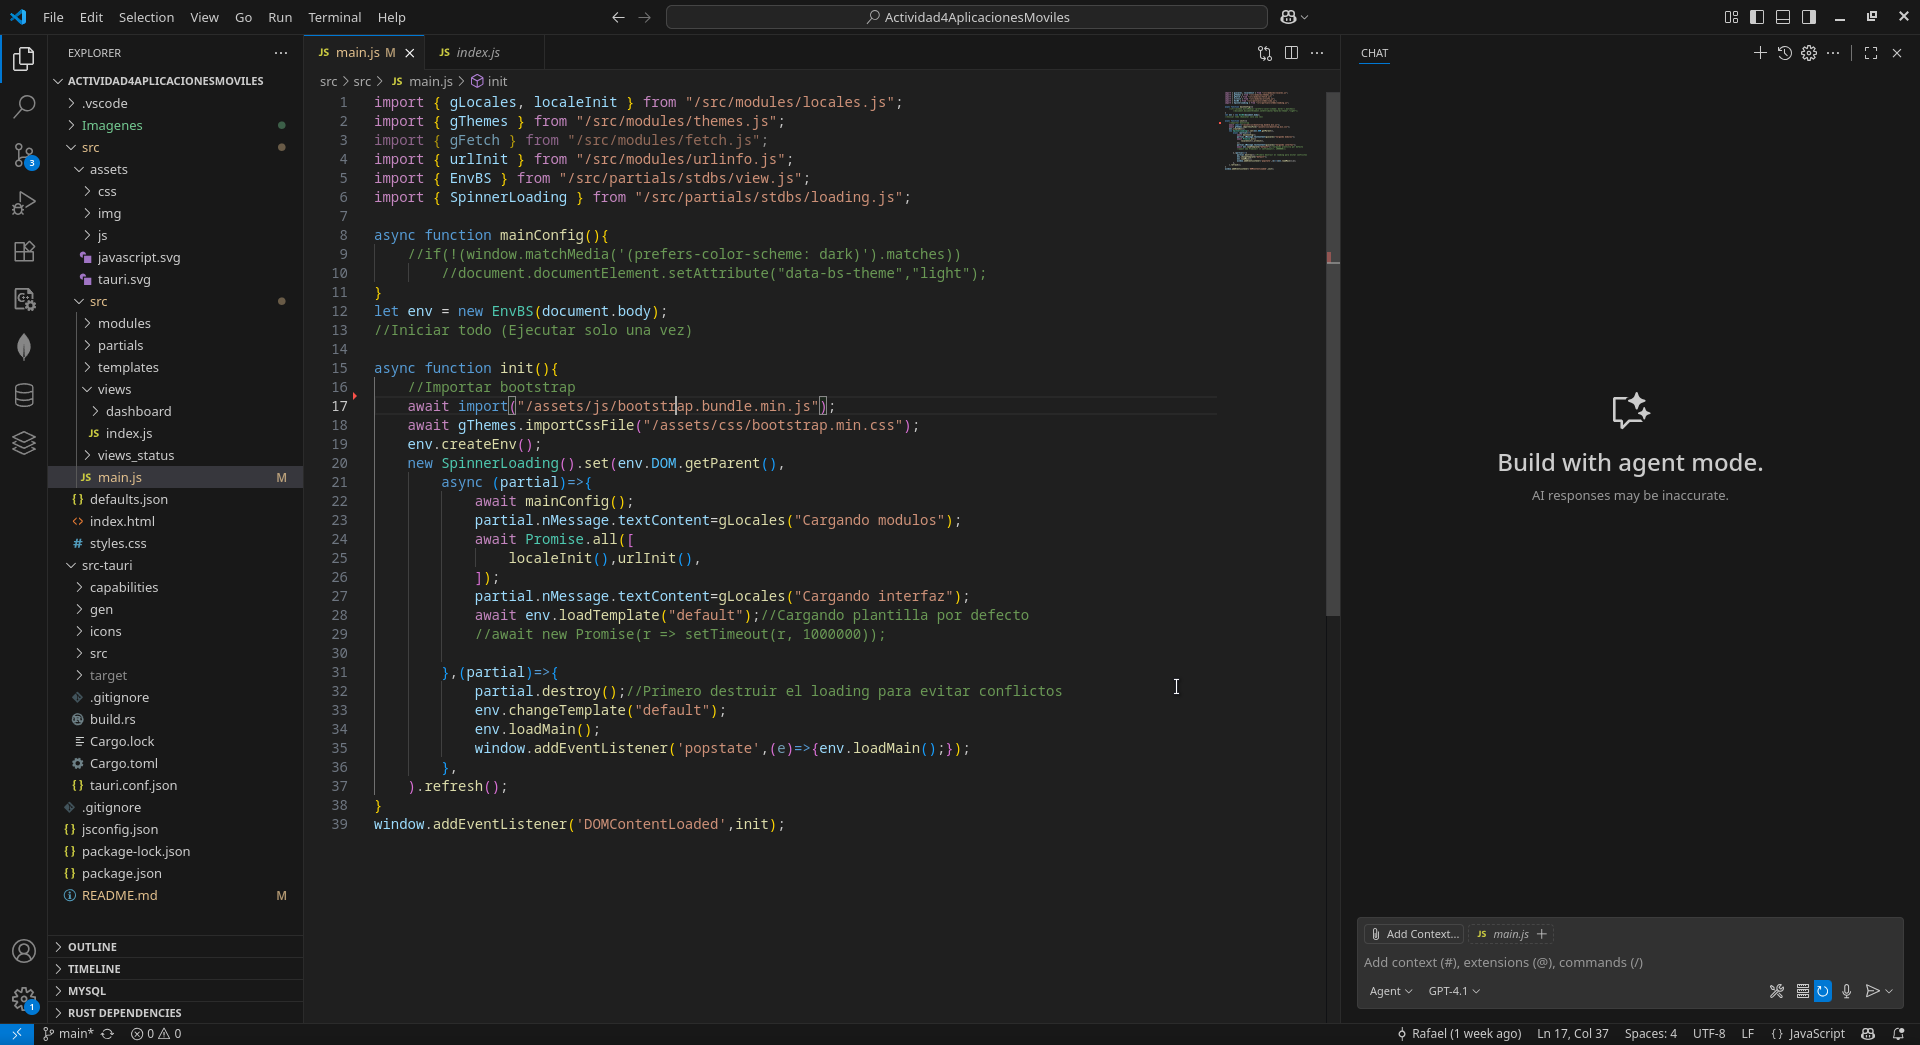 File Edit Selection View Go Run Terminal Help
Actividad4AplicacionesMoviles
EXPLORER
ACTIVIDAD4APLICACIONESMOVILES
.vscode
Imagenes
src
assets
css
img
js
javascript.svg
tauri.svg
src
modules
partials
templates
views
dashboard
JS index.js
views_status
JS main.js M
{} defaults.json
<> index.html
# styles.css
src-tauri
capabilities
gen
icons
src
target
.gitignore
build.rs
Cargo.lock
Cargo.toml
{} tauri.conf.json
.gitignore
{} jsconfig.json
{} package-lock.json
{} package.json
README.md M
OUTLINE
TIMELINE
MYSQL
RUST DEPENDENCIES
3
1
JS main.js M
JS index.js
src > src > JS main.js > init
1 import { gLocales, localeInit } from "/src/modules/locales.js";
2 import { gThemes } from "/src/modules/themes.js";
3 import { gFetch } from "/src/modules/fetch.js";
4 import { urlInit } from "/src/modules/urlinfo.js";
5 import { EnvBS } from "/src/partials/stdbs/view.js";
6 import { SpinnerLoading } from "/src/partials/stdbs/loading.js";
7
8 async function mainConfig(){
9 //if(!(window.matchMedia('(prefers-color-scheme: dark)').matches))
10 //document.documentElement.setAttribute("data-bs-theme","light");
11 }
12 let env = new EnvBS(document.body);
13 //Iniciar todo (Ejecutar solo una vez)
14
15 async function init(){
16 //Importar bootstrap
17 await import("/assets/js/bootstrap.bundle.min.js");
18 await gThemes.importCssFile("/assets/css/bootstrap.min.css");
19 env.createEnv();
20 new SpinnerLoading().set(env.DOM.getParent(),
21 async (partial)=>{
22 await mainConfig();
23 partial.nMessage.textContent=gLocales("Cargando modulos");
24 await Promise.all([
25 localeInit(),urlInit(),
26 ]);
27 partial.nMessage.textContent=gLocales("Cargando interfaz");
28 await env.loadTemplate("default");//Cargando plantilla por defecto
29 //await new Promise(r => setTimeout(r, 1000000));
30
31 },(partial)=>{
32 partial.destroy();//Primero destruir el loading para evitar conflictos
33 env.changeTemplate("default");
34 env.loadMain();
35 window.addEventListener('popstate',(e)=>{env.loadMain();});
36 },
37 ).refresh();
38 }
39 window.addEventListener('DOMContentLoaded',init);
CHAT
Build with agent mode.
AI responses may be inaccurate.
Add Context... JS main.js
Add context (#), extensions (@), commands (/)
Agent GPT-4.1
main* 0 0
Rafael (1 week ago) Ln 17, Col 37 Spaces: 4 UTF-8 LF {} JavaScript